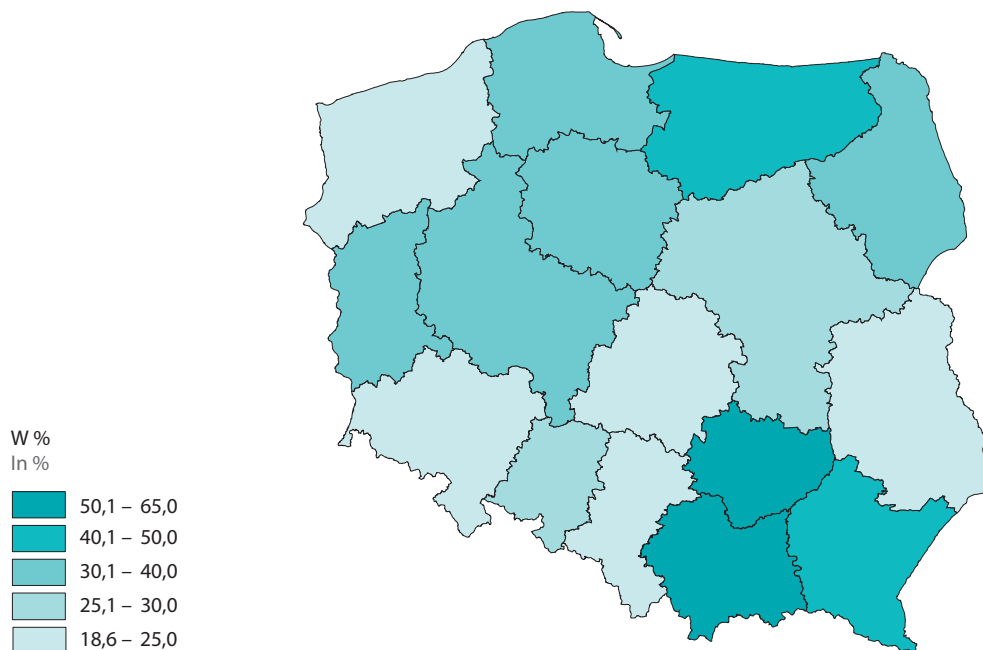 W %
In %
50,1 – 65,0
40,1 – 50,0
30,1 – 40,0
25,1 – 30,0
18,6 – 25,0